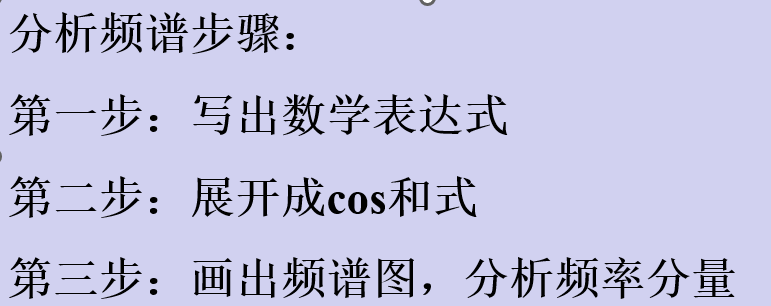 分析频谱步骤：
第一步：写出数学表达式
第二步：展开成cos和式
第三步：画出频谱图，分析频率分量